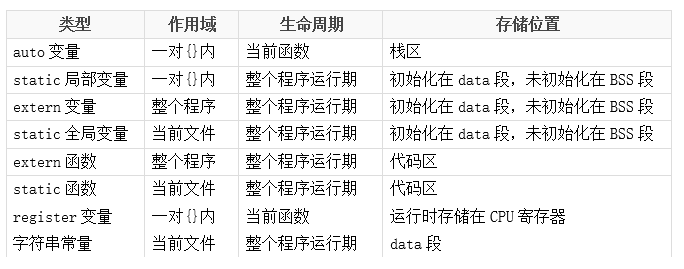 类型 作用域 生命周期 存储位置
auto 变量 一对{}内 当前函数 栈区
static 局部变量 一对{}内 整个程序运行期 初始化在 data 段，未初始化在 BSS 段
extern 变量 整个程序 整个程序运行期 初始化在 data 段，未初始化在 BSS 段
static 全局变量 当前文件 整个程序运行期 初始化在 data 段，未初始化在 BSS 段
extern 函数 整个程序 整个程序运行期 代码区
static 函数 当前文件 整个程序运行期 代码区
register 变量 一对{}内 当前函数 运行时存储在 CPU 寄存器
字符串常量 当前文件 整个程序运行期 data 段